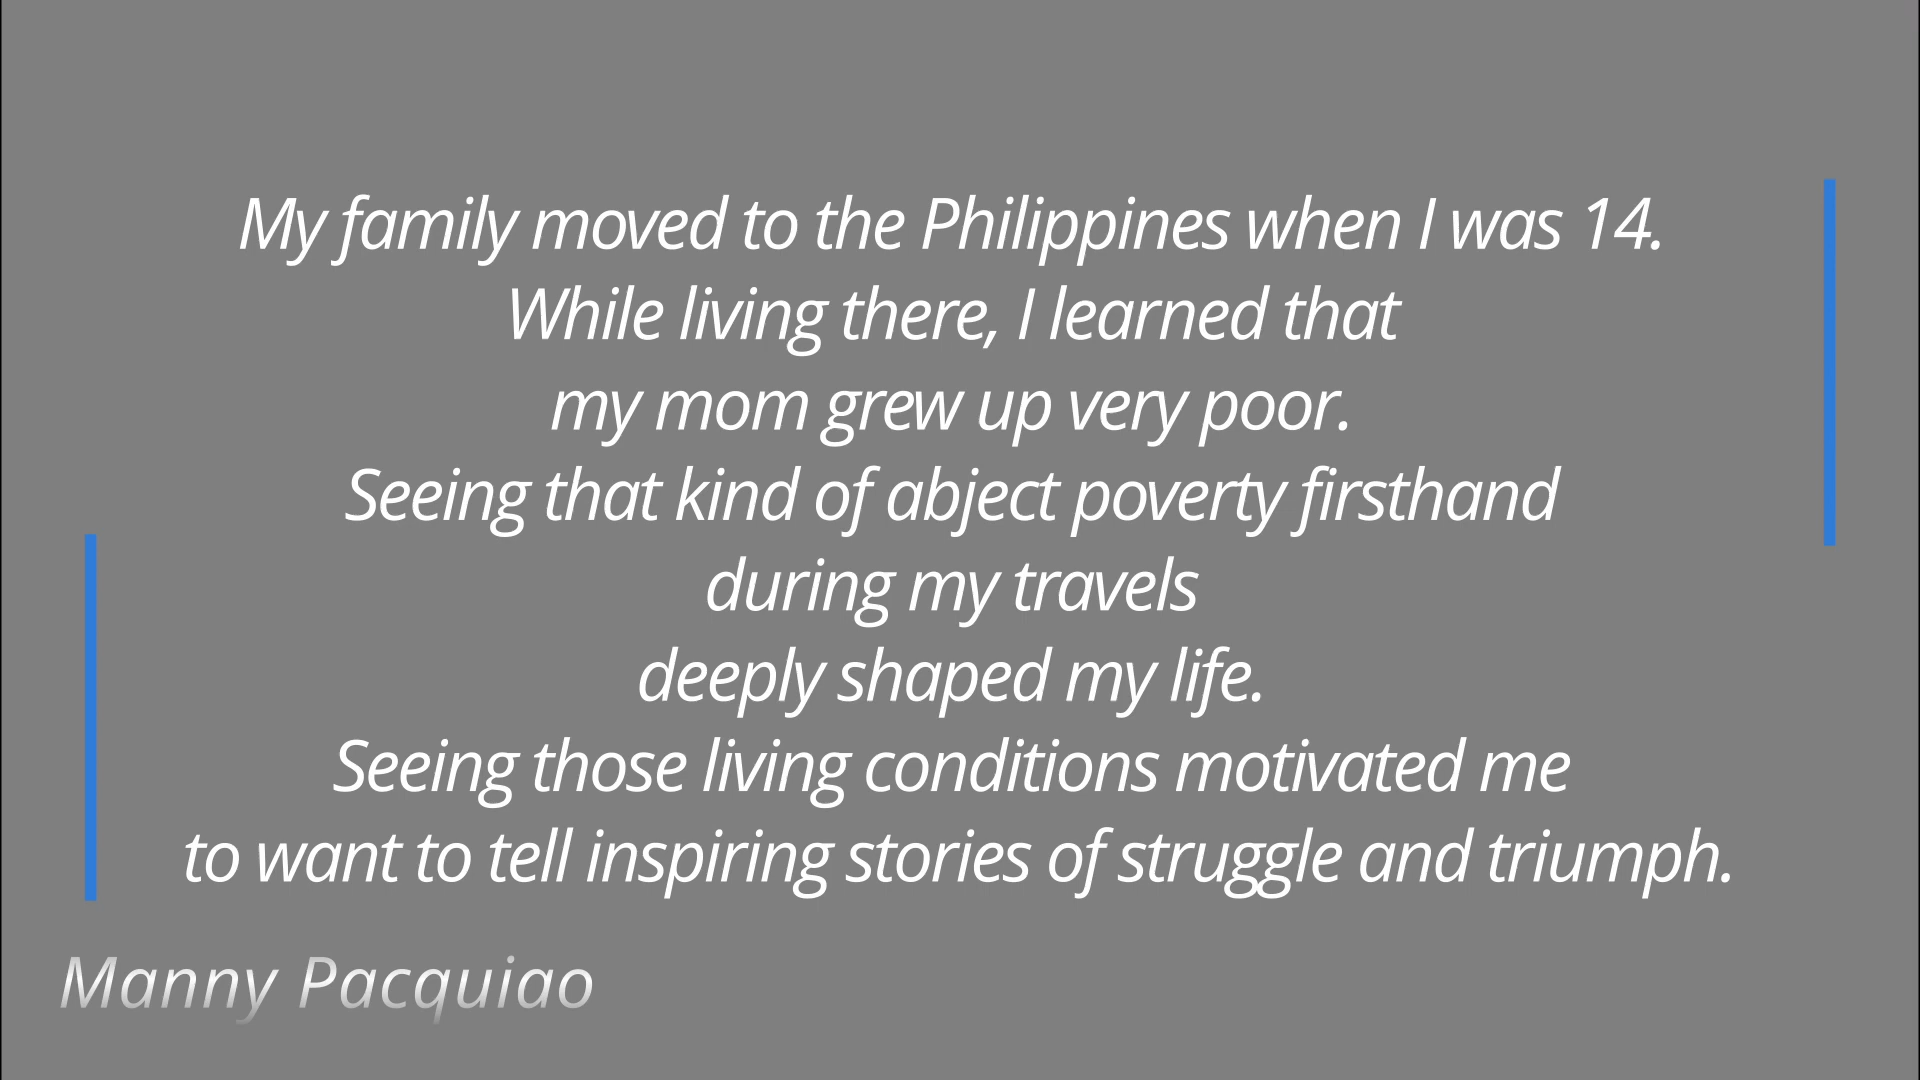 My family moved to the Philippines when I was 14.
While living there, I learned that
my mom grew up very poor.
Seeing that kind of abject poverty firsthand
during my travels
deeply shaped my life.
Seeing those living conditions motivated me
to want to tell inspiring stories of struggle and triumph.
Manny Pacquiao